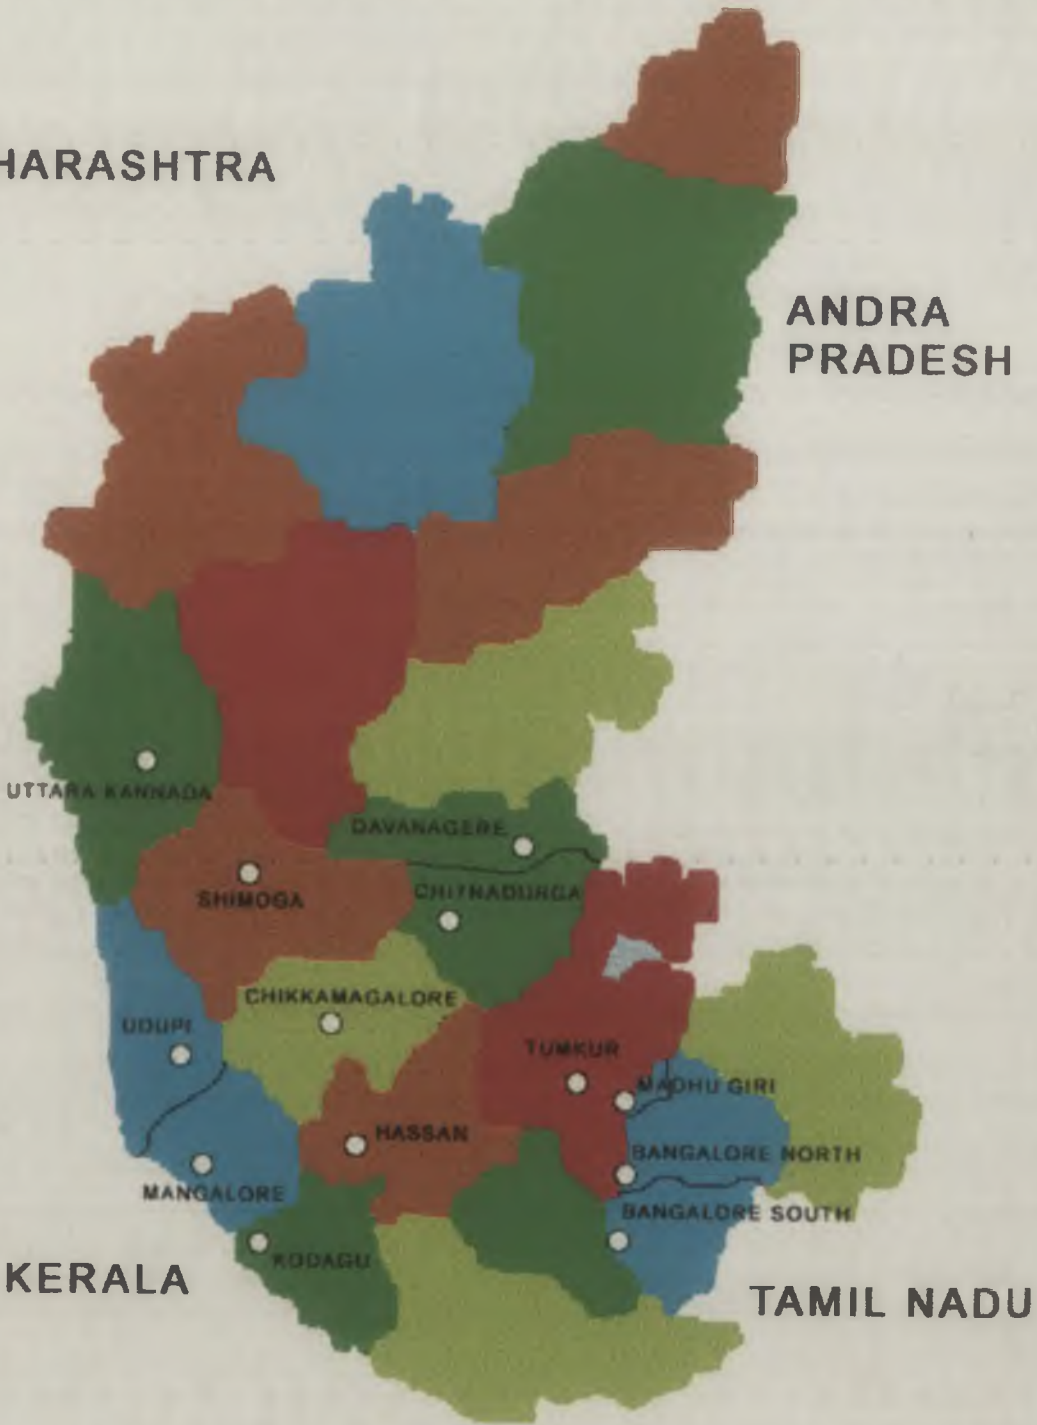 HARASHTRA
ANDRA
PRADESH
UTTARA KANNADA
DAVANAGERE
SHIMOGA
CHITNADURGA
CHIKKAMAGALORE
UDUPI
TUMKUR
MADHU GIRI
HASSAN
BANGALORE NORTH
MANGALORE
BANGALORE SOUTH
KODAGU
KERALA
TAMIL NADU